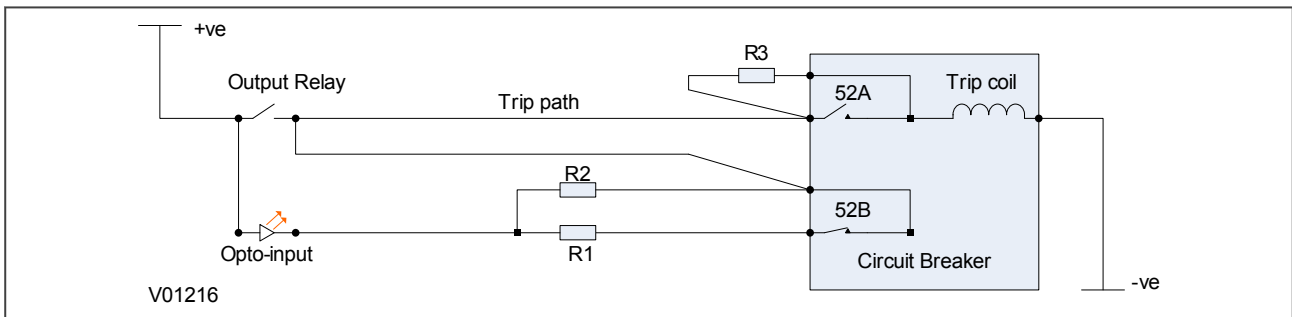 +ve
R3
Output Relay
52A
Trip coil
Trip path
R2
52B
Opto-input
R1
Circuit Breaker
-ve
V01216